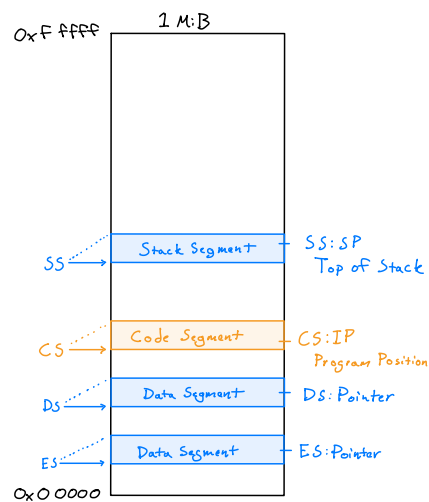 1 MiB
0xF ffff
Stack Segment
SS:SP
SS
Top of Stack
Code Segment
CS:IP
CS
Program Position
Data Segment
DS:Pointer
DS
Data Segment
ES:Pointer
ES
0x0 0000